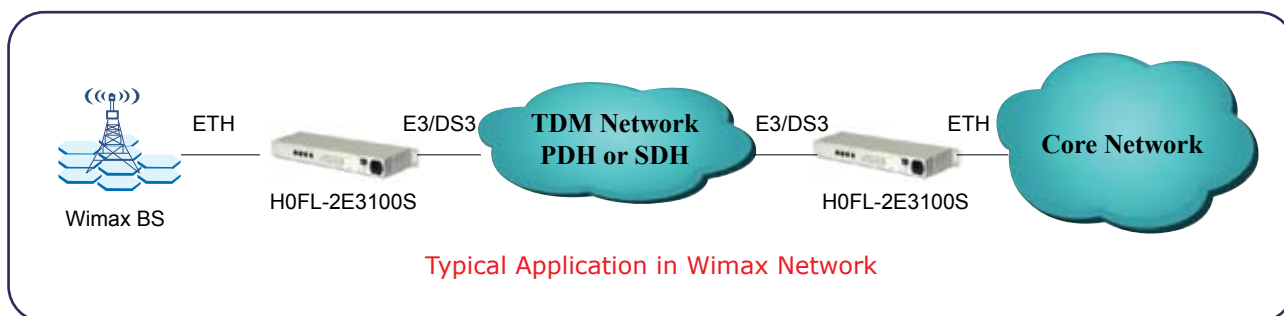 ETH
E3/DS3
TDM Network
PDH or SDH
E3/DS3
ETH
Core Network
Wimax BS
H0FL-2E3100S
H0FL-2E3100S
Typical Application in Wimax Network